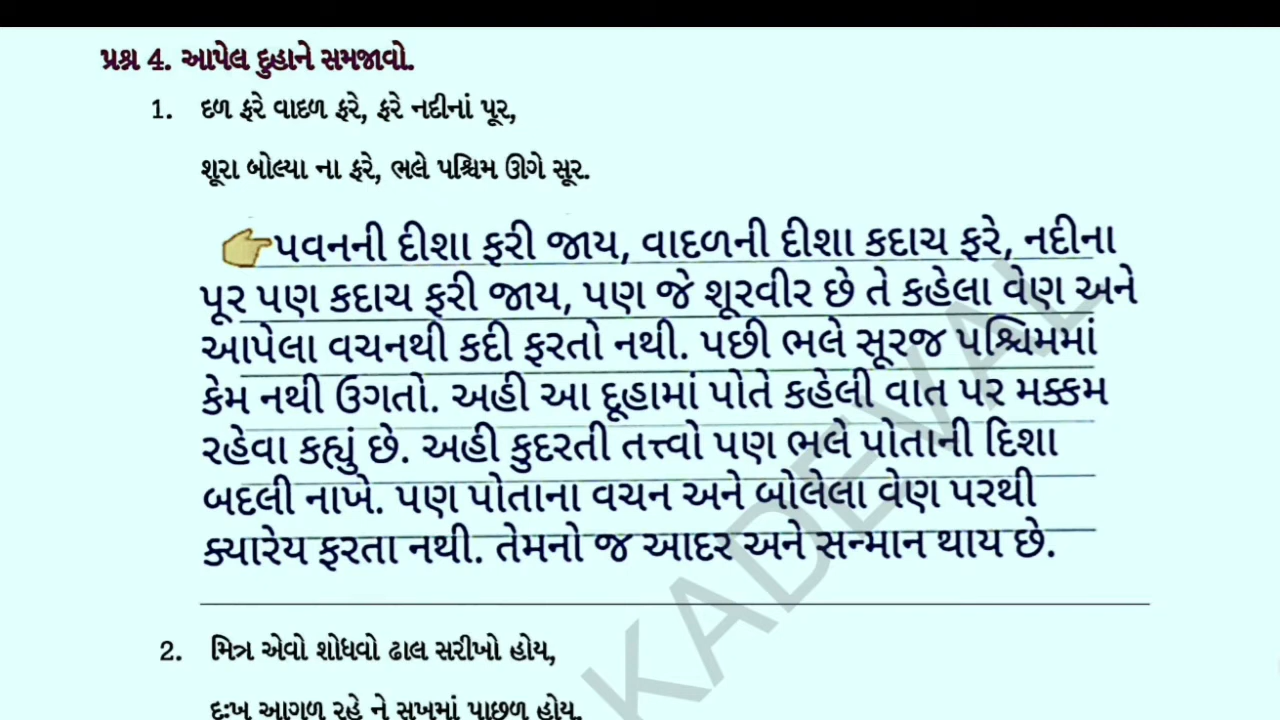 પ્રશ્ન 4. આપેલ દુહાને સમજાવો.
1. દળ ફરે વાદળ ફરે, ફરે નદીનાં પૂર,
શૂરા બોલ્યા ના ફરે, ભલે પશ્ચિમ ઊગે સૂર.
પવનની દીશા ફરી જાય, વાદળની દીશા કદાચ ફરે, નદીના
પૂર પણ કદાચ ફરી જાય, પણ જે શૂરવીર છે તે કહેલા વેણ અને
આપેલા વચનથી કદી ફરતો નથી. પછી ભલે સૂરજ પશ્ચિમમાં
કેમ નથી ઉગતો. અહી આ દૂહામાં પોતે કહેલી વાત પર મક્કમ
રહેવા કહ્યું છે. અહી કુદરતી તત્ત્વો પણ ભલે પોતાની દિશા
બદલી નાખે. પણ પોતાના વચન અને બોલેલા વેણ પરથી
ક્યારેય ફરતા નથી. તેમનો જ આદર અને સન્માન થાય છે.
2. મિત્ર એવો શોધવો ઢાલ સરીખો હોય,
દુઃખ આગળ રહે ને સુખમાં પાછળ હોય.
KADEVAL